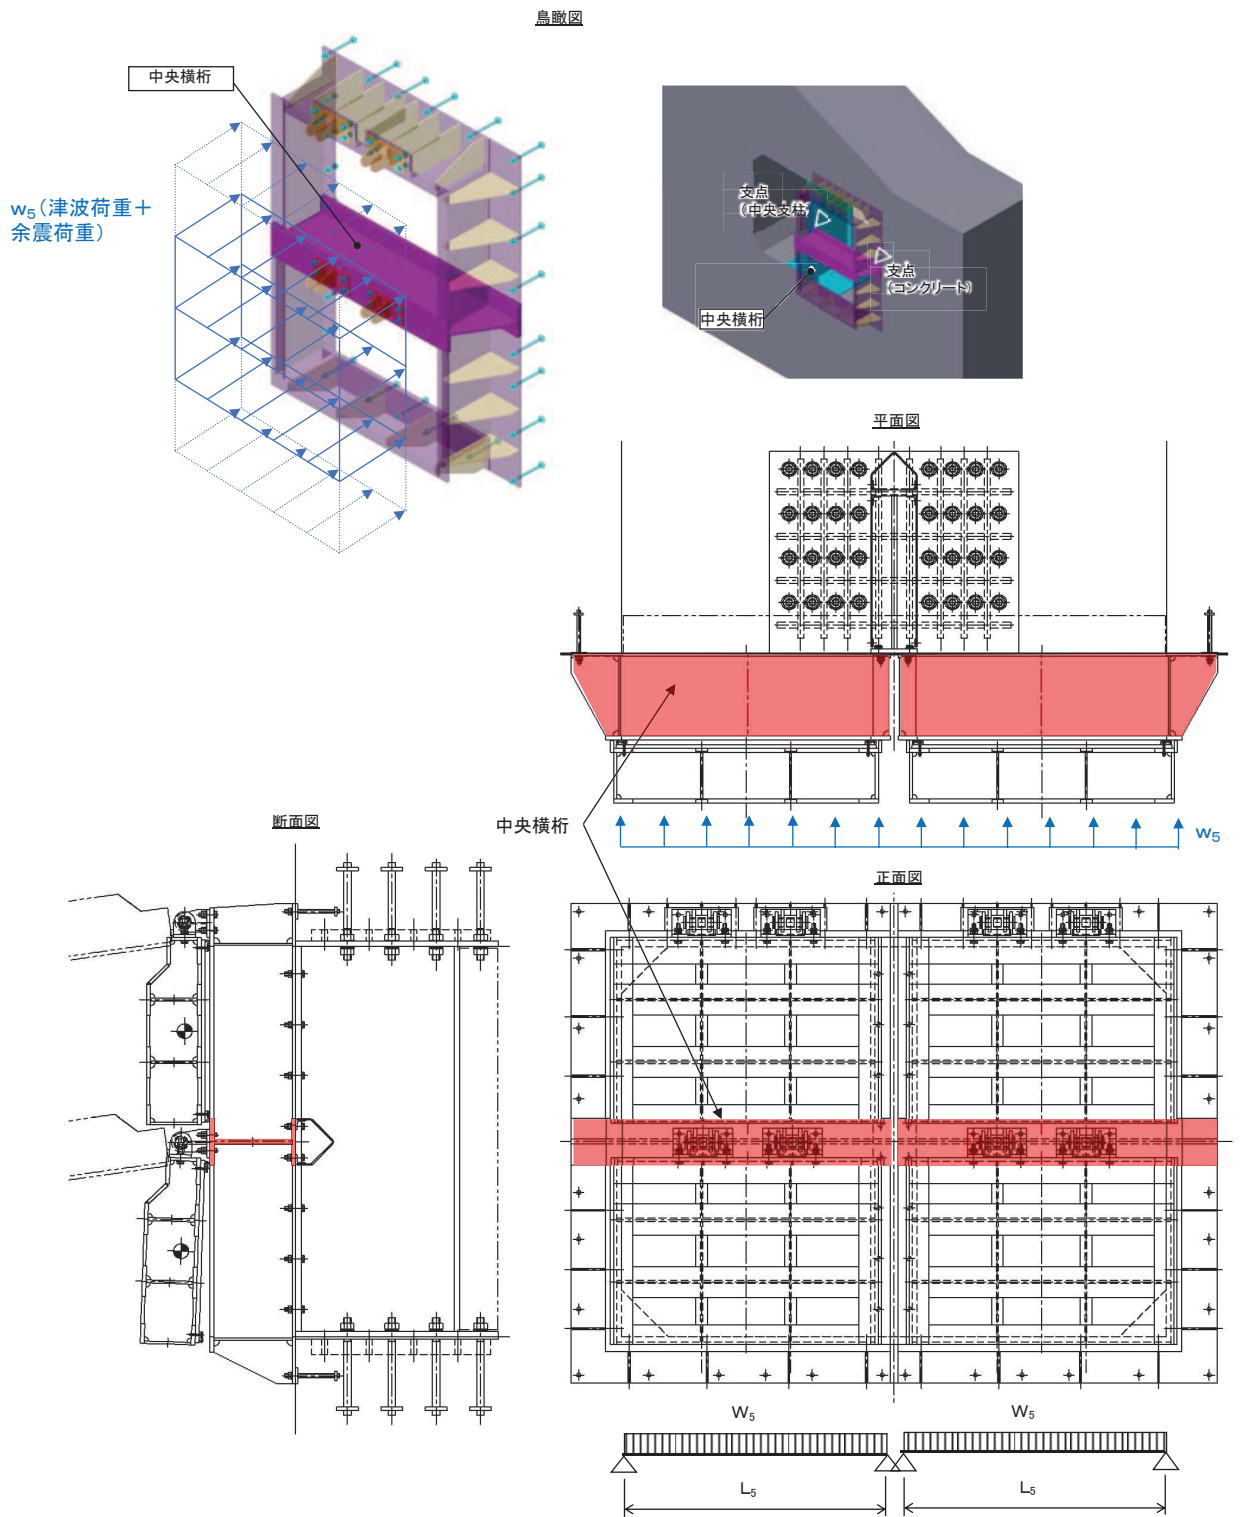 鳥瞰図
中央横桁
w₅(津波荷重＋
余震荷重)
支点
(中央支柱)
支点
(コンクリート)
中央横桁
平面図
断面図
中央横桁
w₅
正面図
W₅
W₅
L₅
L₅